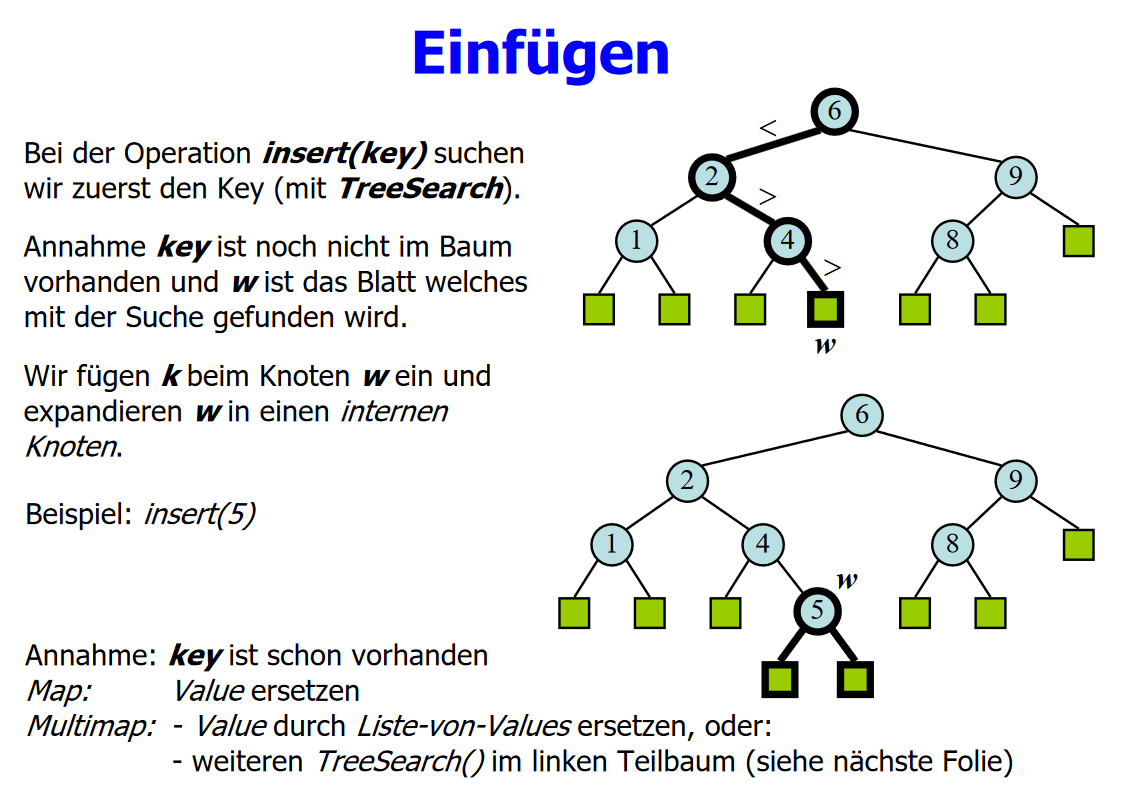 Einfügen
Bei der Operation insert(key) suchen
wir zuerst den Key (mit TreeSearch).
Annahme key ist noch nicht im Baum
vorhanden und w ist das Blatt welches
mit der Suche gefunden wird.
Wir fügen k beim Knoten w ein und
expandieren w in einen internen
Knoten.
Beispiel: insert(5)
6
<
2
>
9
1
4
>
8
w
6
2
9
1
4
8
w
5
Annahme: key ist schon vorhanden
Map: Value ersetzen
Multimap: - Value durch Liste-von-Values ersetzen, oder:
- weiteren TreeSearch() im linken Teilbaum (siehe nächste Folie)